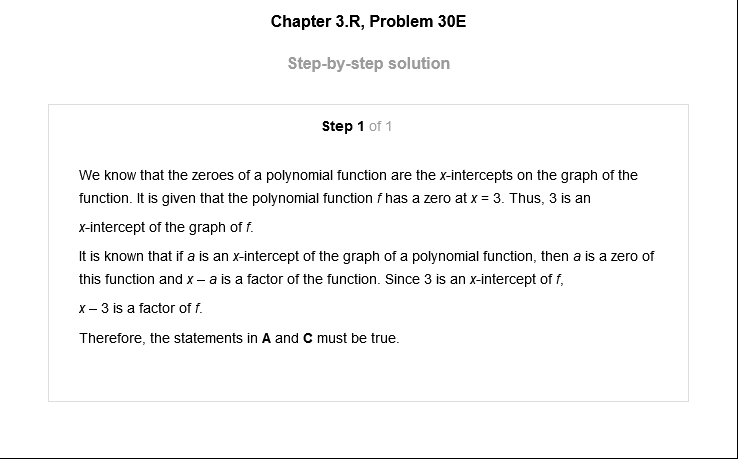 Chapter 3.R, Problem 30E
Step-by-step solution
Step 1 of 1
We know that the zeroes of a polynomial function are the x-intercepts on the graph of the
function. It is given that the polynomial function f has a zero at x = 3. Thus, 3 is an
x-intercept of the graph of f.
It is known that if a is an x-intercept of the graph of a polynomial function, then a is a zero of
this function and x – a is a factor of the function. Since 3 is an x-intercept of f,
x – 3 is a factor of f.
Therefore, the statements in A and C must be true.